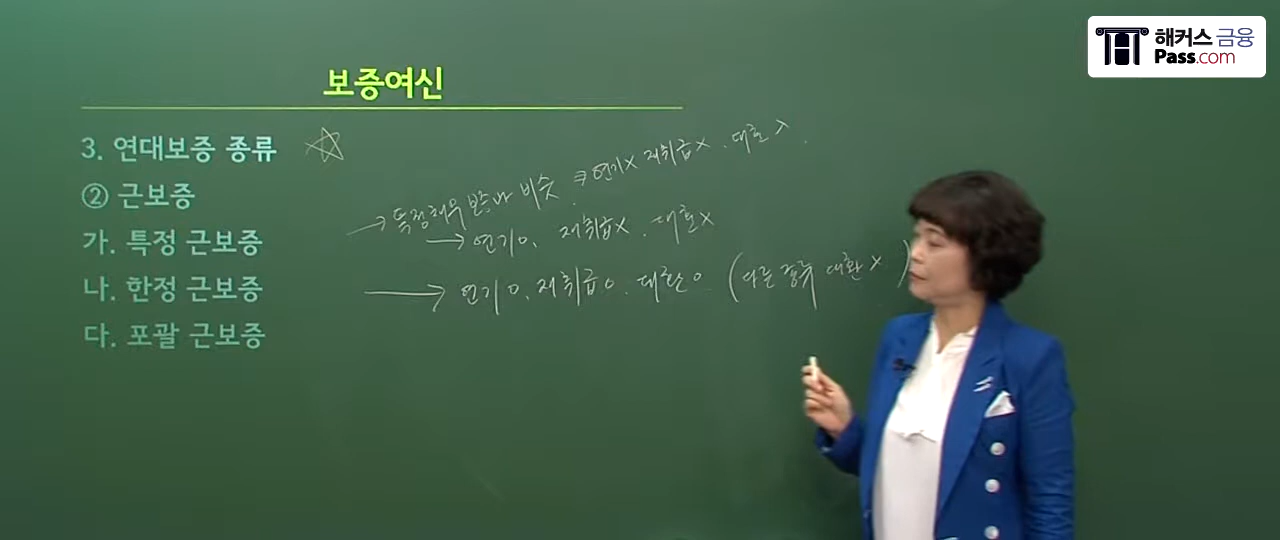 해커스 금융
Pass.com
보증여신
3. 연대보증 종류 ☆
② 근보증
→ 특정채무 보증과 비슷 ⇒ 연기X 재취급X, 대환X.
가. 특정 근보증
→ 연기O, 재취급X, 대환X
나. 한정 근보증
→ 연기O, 재취급O, 대환O (다른 종류 대환X)
다. 포괄 근보증